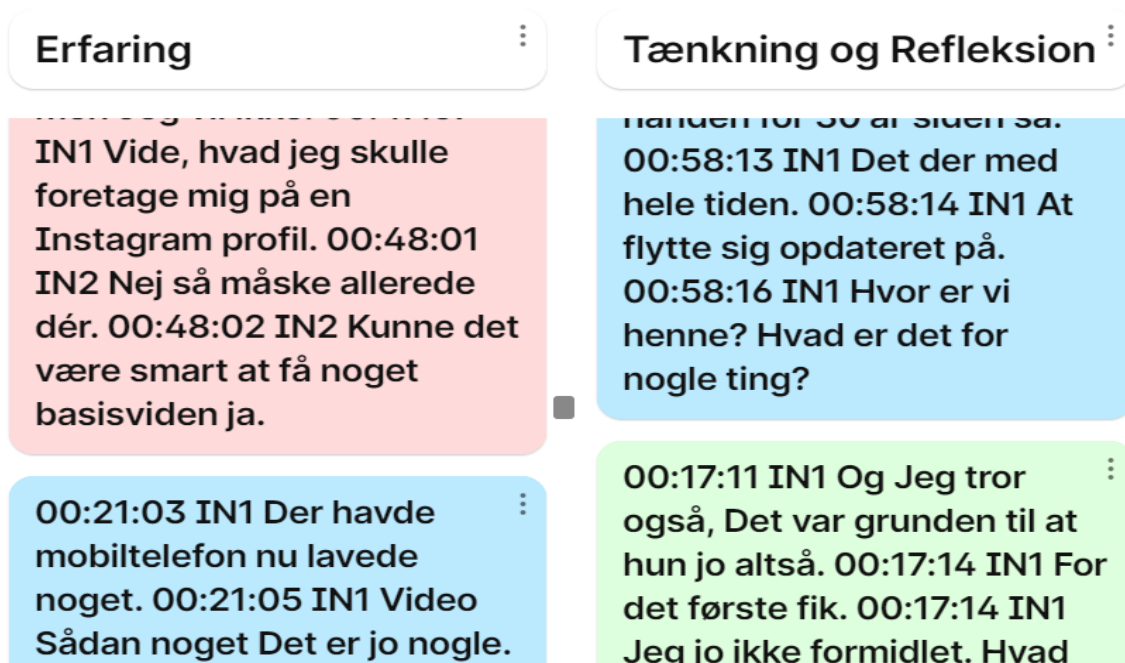 Erfaring
IN1 Vide, hvad jeg skulle
foretage mig på en
Instagram profil. 00:48:01
IN2 Nej så måske allerede
dér. 00:48:02 IN2 Kunne det
være smart at få noget
basisviden ja.
00:21:03 IN1 Der havde
mobiltelefon nu lavede
noget. 00:21:05 IN1 Video
Sådan noget Det er jo nogle.
Tænkning og Refleksion
handen for 30 år siden så.
00:58:13 IN1 Det der med
hele tiden. 00:58:14 IN1 At
flytte sig opdateret på.
00:58:16 IN1 Hvor er vi
henne? Hvad er det for
nogle ting?
00:17:11 IN1 Og Jeg tror
også, Det var grunden til at
hun jo altså. 00:17:14 IN1 For
det første fik. 00:17:14 IN1
Jeg jo ikke formidlet. Hvad